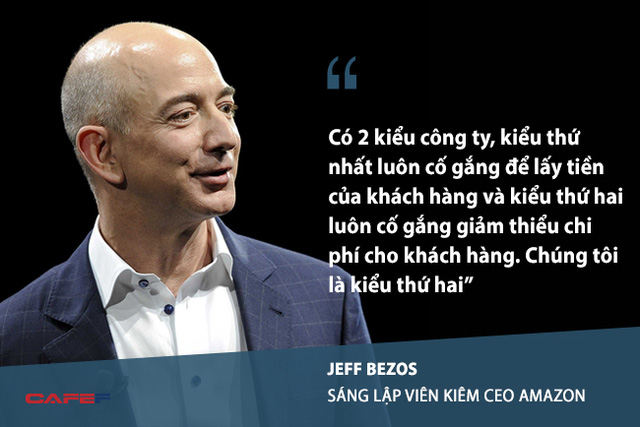 “
Có 2 kiểu công ty, kiểu thứ
nhất luôn cố gắng để lấy tiền
của khách hàng và kiểu thứ hai
luôn cố gắng giảm thiểu chi
phí cho khách hàng. Chúng tôi
là kiểu thứ hai”
JEFF BEZOS
SÁNG LẬP VIÊN KIÊM CEO AMAZON
CAFEF